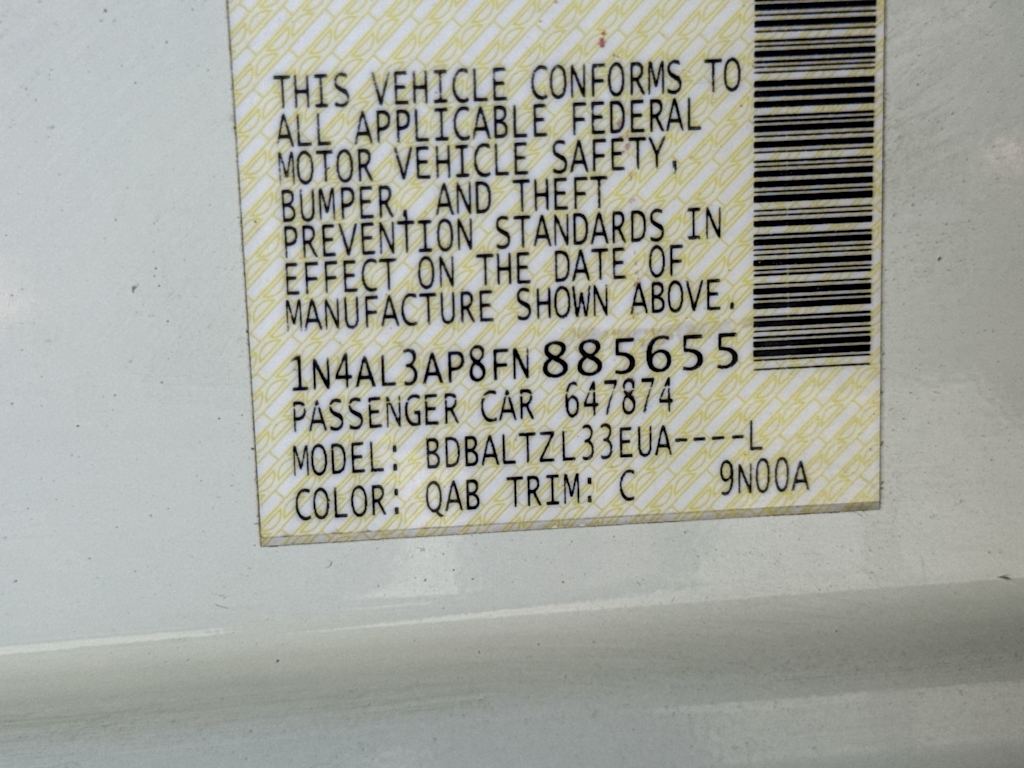 THIS VEHICLE CONFORMS TO
ALL APPLICABLE FEDERAL
MOTOR VEHICLE SAFETY,
BUMPER, AND THEFT
PREVENTION STANDARDS IN
EFFECT ON THE DATE OF
MANUFACTURE SHOWN ABOVE.
1N4AL3AP8FN885655
PASSENGER CAR 647874
MODEL: BDBALTZL33EUA----L
COLOR: QAB TRIM: C 9N00A